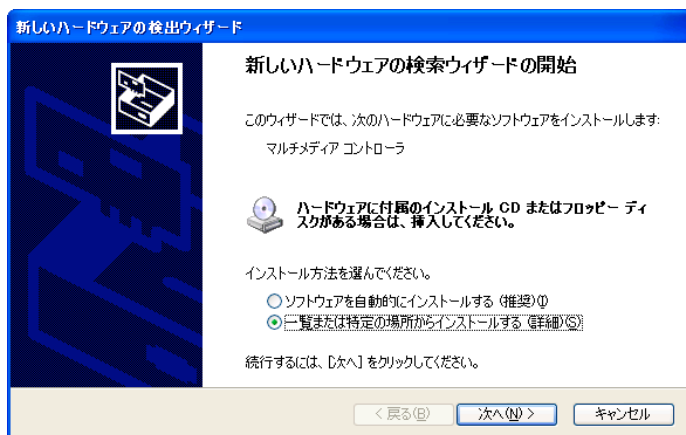 新しいハードウェアの検出ウィザード
新しいハードウェアの検索ウィザードの開始
このウィザードでは、次のハードウェアに必要なソフトウェアをインストールします:
マルチメディア コントローラ
ハードウェアに付属のインストール CD またはフロッピー ディ
スクがある場合は、挿入してください。
インストール方法を選んでください。
ソフトウェアを自動的にインストールする (推奨)(I)
一覧または特定の場所からインストールする (詳細)(S)
続行するには、[次へ] をクリックしてください。
< 戻る(B) 次へ(N) > キャンセル